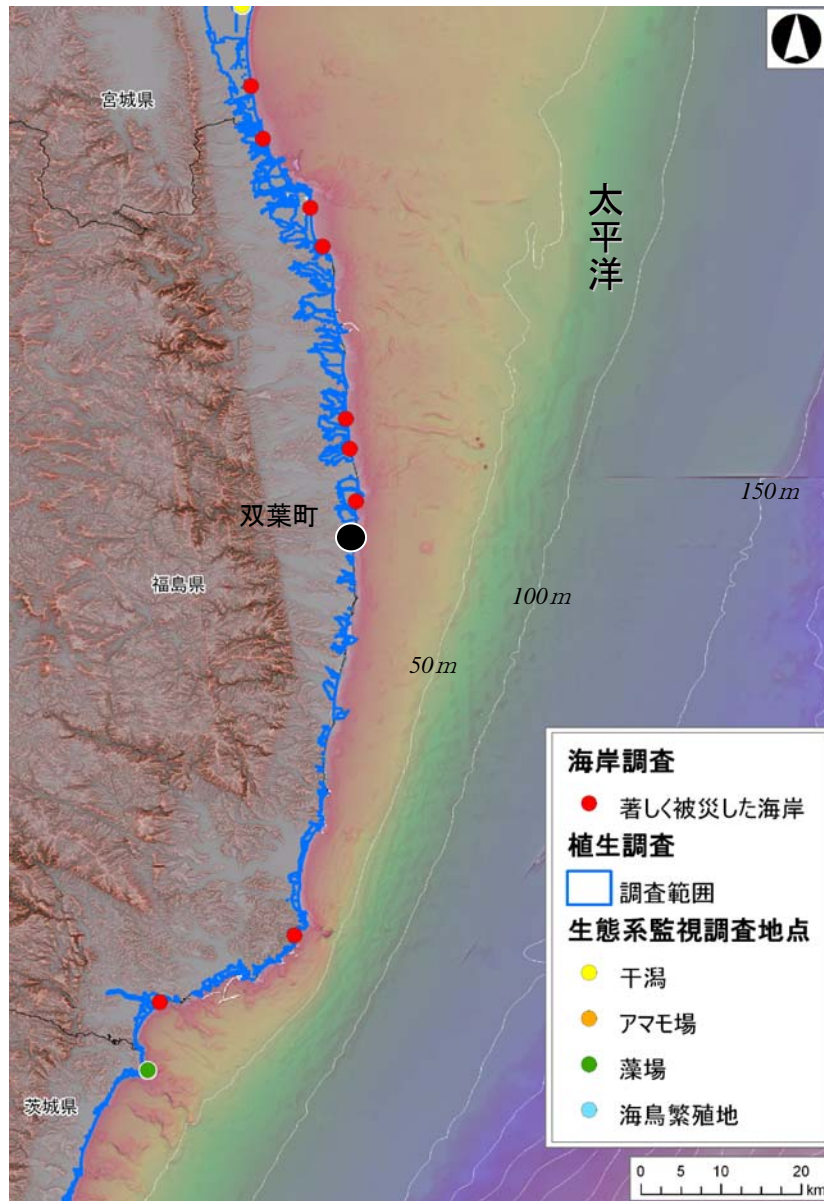 宮城県
太平洋
双葉町
150 m
福島県
100 m
50 m
海岸調査
著しく被災した海岸
植生調査
調査範囲
生態系監視調査地点
干潟
アマモ場
藻場
海鳥繁殖地
茨城県
0 5 10 20
km